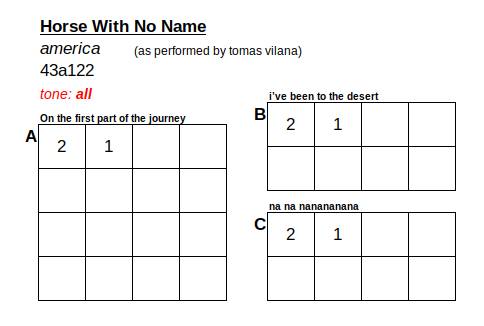 Horse With No Name
america (as performed by tomas vilana)
43a122
tone: all
On the first part of the journey
A
2 1
i've been to the desert
B
2 1
na na nanananana
C
2 1